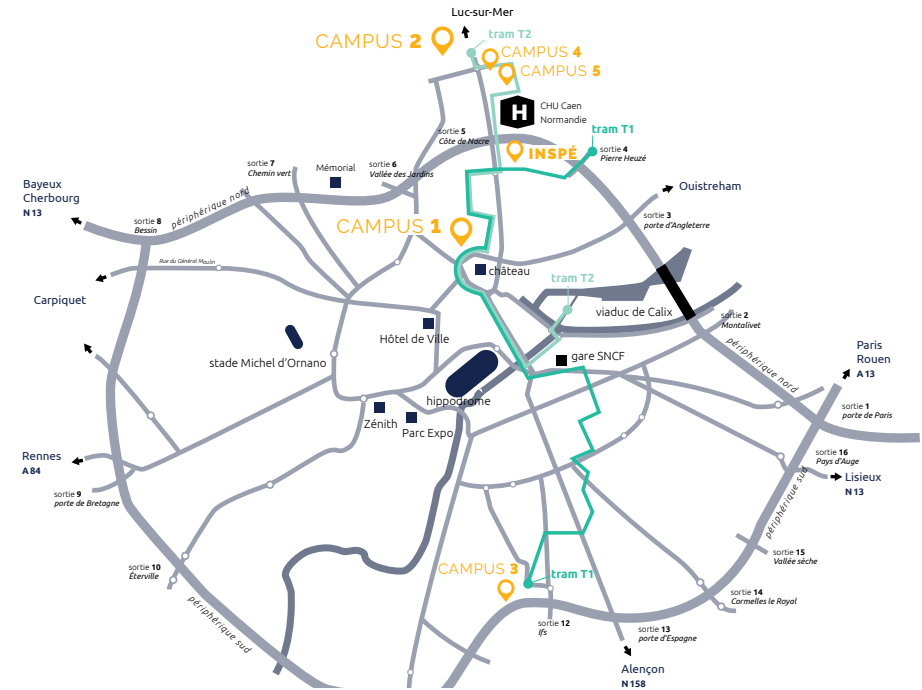 Luc-sur-Mer
tram T2
CAMPUS 2
CAMPUS 4
CAMPUS 5
H
CHU Caen
Normandie
sortie 5
Côte de Nacre
tram T1
INSPÉ
sortie 4
Pierre Heuzé
sortie 7
Chemin vert
Mémorial
sortie 6
Vallée des Jardins
Bayeux
Cherbourg
N 13
périphérique nord
Ouistreham
sortie 8
Bessin
CAMPUS 1
sortie 3
porte d'Angleterre
Rue du Général Moulin
château
tram T2
Carpiquet
viaduc de Calix
sortie 2
Montalivet
Hôtel de Ville
stade Michel d'Ornano
gare SNCF
périphérique nord
Paris
Rouen
A 13
hippodrome
Zénith
Parc Expo
sortie 1
porte de Paris
Rennes
A 84
sortie 16
Pays d'Auge
Lisieux
N 13
sortie 9
porte de Bretagne
périphérique sud
sortie 15
Vallée sèche
sortie 10
Éterville
CAMPUS 3
tram T1
sortie 14
Cormelles le Royal
périphérique sud
sortie 12
Ifs
sortie 13
porte d'Espagne
Alençon
N 158